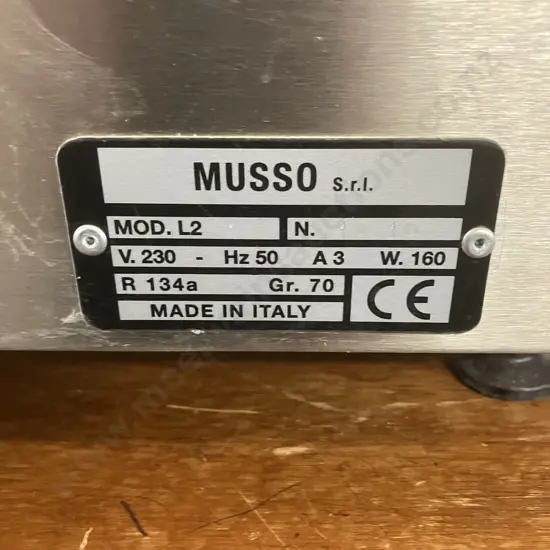 MUSSO S.r.l.
MOD. L2 N.
V. 230 - Hz 50 A 3 W. 160
R 134a Gr. 70
CE
MADE IN ITALY